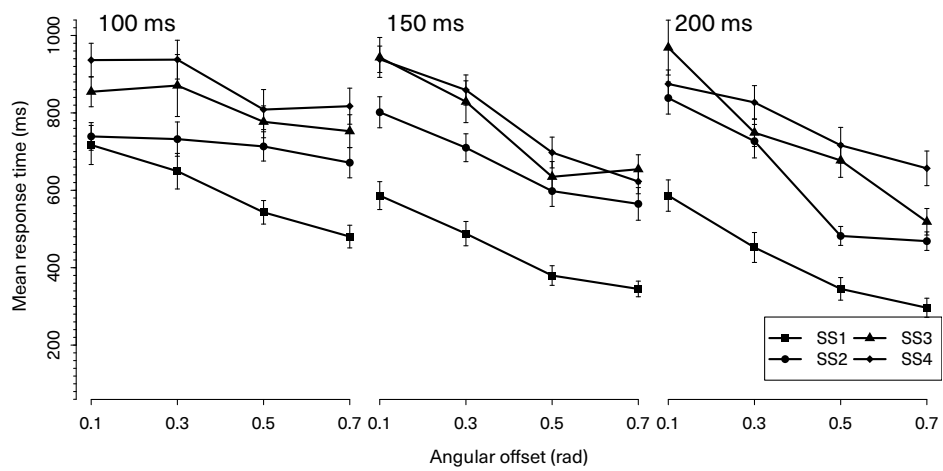 100 ms
150 ms
200 ms
Mean response time (ms)
1000
800
600
400
200
0.1 0.3 0.5 0.7
0.1 0.3 0.5 0.7
0.1 0.3 0.5 0.7
SS1 SS3
SS2 SS4
Angular offset (rad)